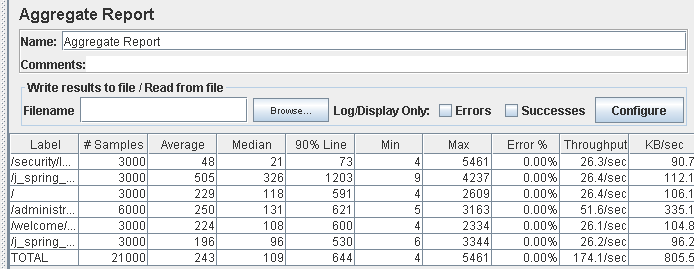 Aggregate Report
Name: Aggregate Report
Comments:
Write results to file / Read from file
Filename Browse... Log/Display Only: Errors Successes Configure
Label # Samples Average Median 90% Line Min Max Error % Throughput KB/sec
/security/l... 3000 48 21 73 4 5461 0.00% 26.3/sec 90.7
/j_spring_... 3000 505 326 1203 9 4237 0.00% 26.4/sec 112.1
/ 3000 229 118 591 4 2609 0.00% 26.4/sec 106.1
/administr... 6000 250 131 621 5 3163 0.00% 51.6/sec 335.1
/welcome/... 3000 224 108 600 4 2334 0.00% 26.1/sec 104.8
/j_spring_... 3000 196 96 530 6 3344 0.00% 26.2/sec 96.2
TOTAL 21000 243 109 644 4 5461 0.00% 174.1/sec 805.5